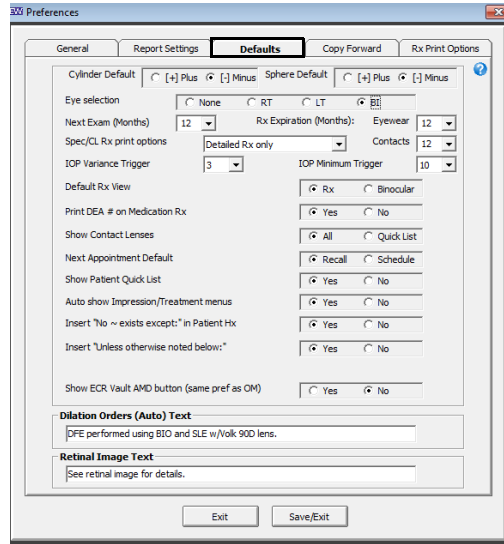 EW Preferences
General Report Settings Defaults Copy Forward Rx Print Options
Cylinder Default [+] Plus [-] Minus Sphere Default [+] Plus [-] Minus
Eye selection None RT LT BI
Next Exam (Months) 12 Rx Expiration (Months): Eyewear 12
Spec/CL Rx print options Detailed Rx only Contacts 12
IOP Variance Trigger 3 IOP Minimum Trigger 10
Default Rx View Rx Binocular
Print DEA # on Medication Rx Yes No
Show Contact Lenses All Quick List
Next Appointment Default Recall Schedule
Show Patient Quick List Yes No
Auto show Impression/Treatment menus Yes No
Insert "No ~ exists except:" in Patient Hx Yes No
Insert "Unless otherwise noted below:" Yes No
Show ECR Vault AMD button (same pref as OM) Yes No
Dilation Orders (Auto) Text
DFE performed using BIO and SLE w/Volk 90D lens.
Retinal Image Text
See retinal image for details.
Exit Save/Exit